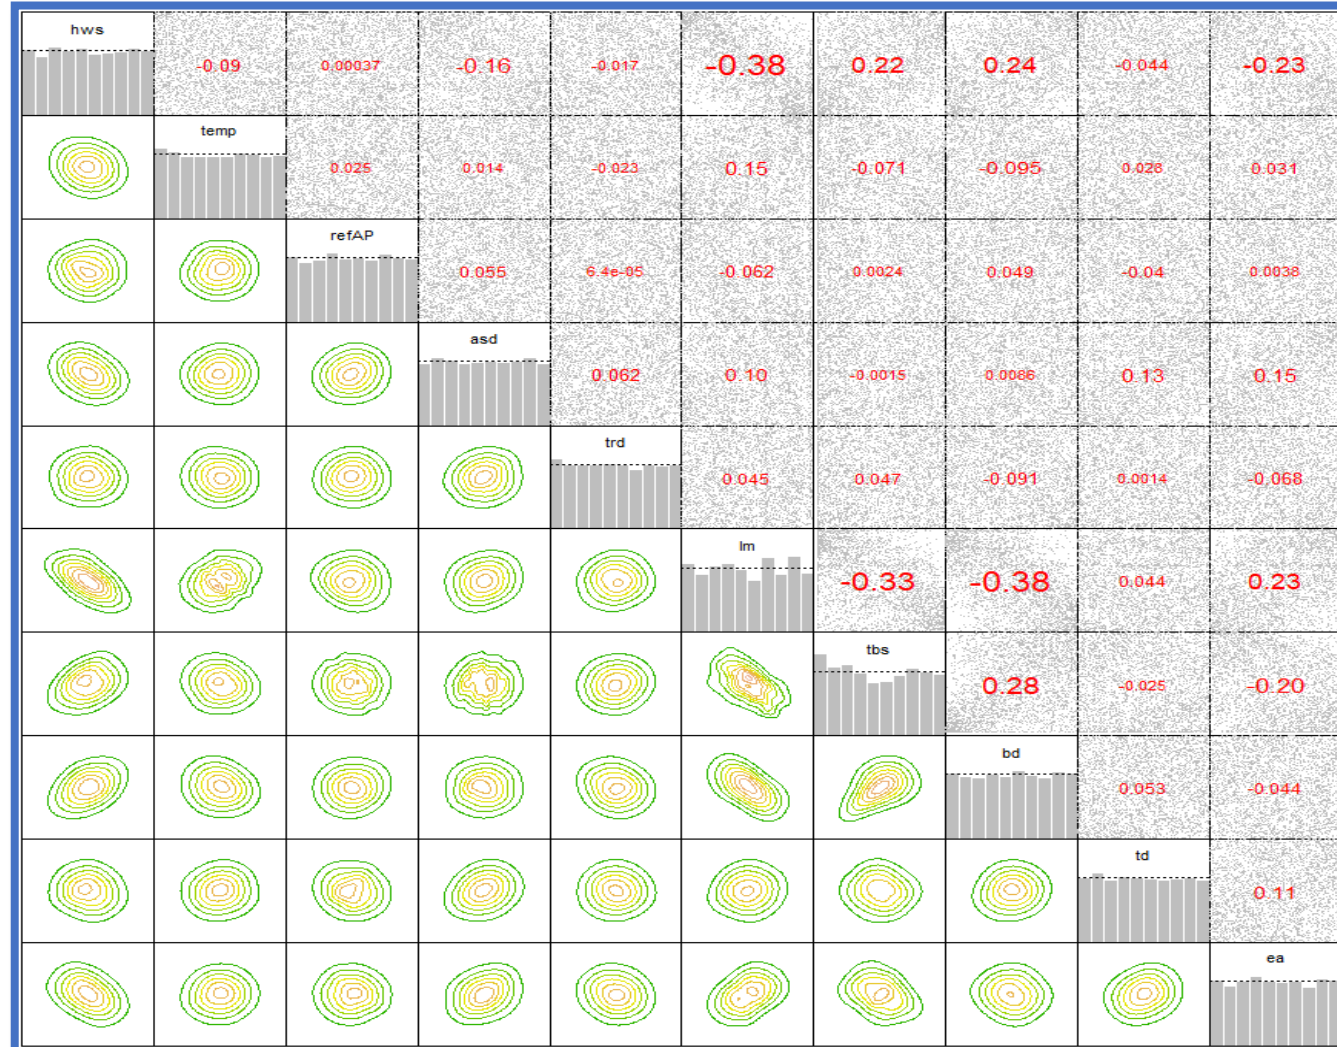 hws
-0.09 0.00037 -0.16 -0.017 -0.38 0.22 0.24 -0.044 -0.23
temp
0.025 0.014 -0.023 0.15 -0.071 -0.095 0.028 0.031
refAP
0.055 6.4e-05 -0.062 0.0024 0.049 -0.04 0.0038
asd
0.062 0.10 -0.0015 0.0086 0.13 0.15
trd
0.045 0.047 -0.091 0.0014 -0.068
lm
-0.33 -0.38 0.044 0.23
tbs
0.28 -0.025 -0.20
bd
0.053 -0.044
td
0.11
ea